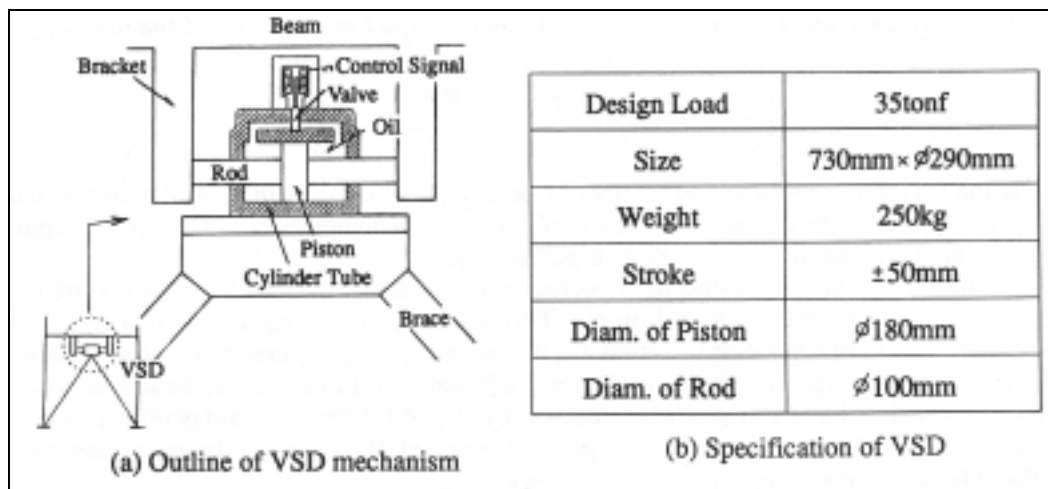 Beam
Bracket
Control Signal
Valve
Oil
Rod
Piston
Cylinder Tube
Brace
VSD
(a) Outline of VSD mechanism
Design Load 35tonf
Size 730mm×ø290mm
Weight 250kg
Stroke ±50mm
Diam. of Piston ø180mm
Diam. of Rod ø100mm
(b) Specification of VSD